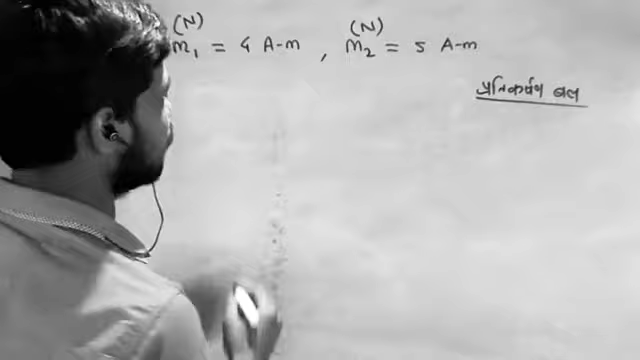 (N) (N)
m₁ = 4 A-m , m₂ = 5 A-m
प्रतिकर्षण बल